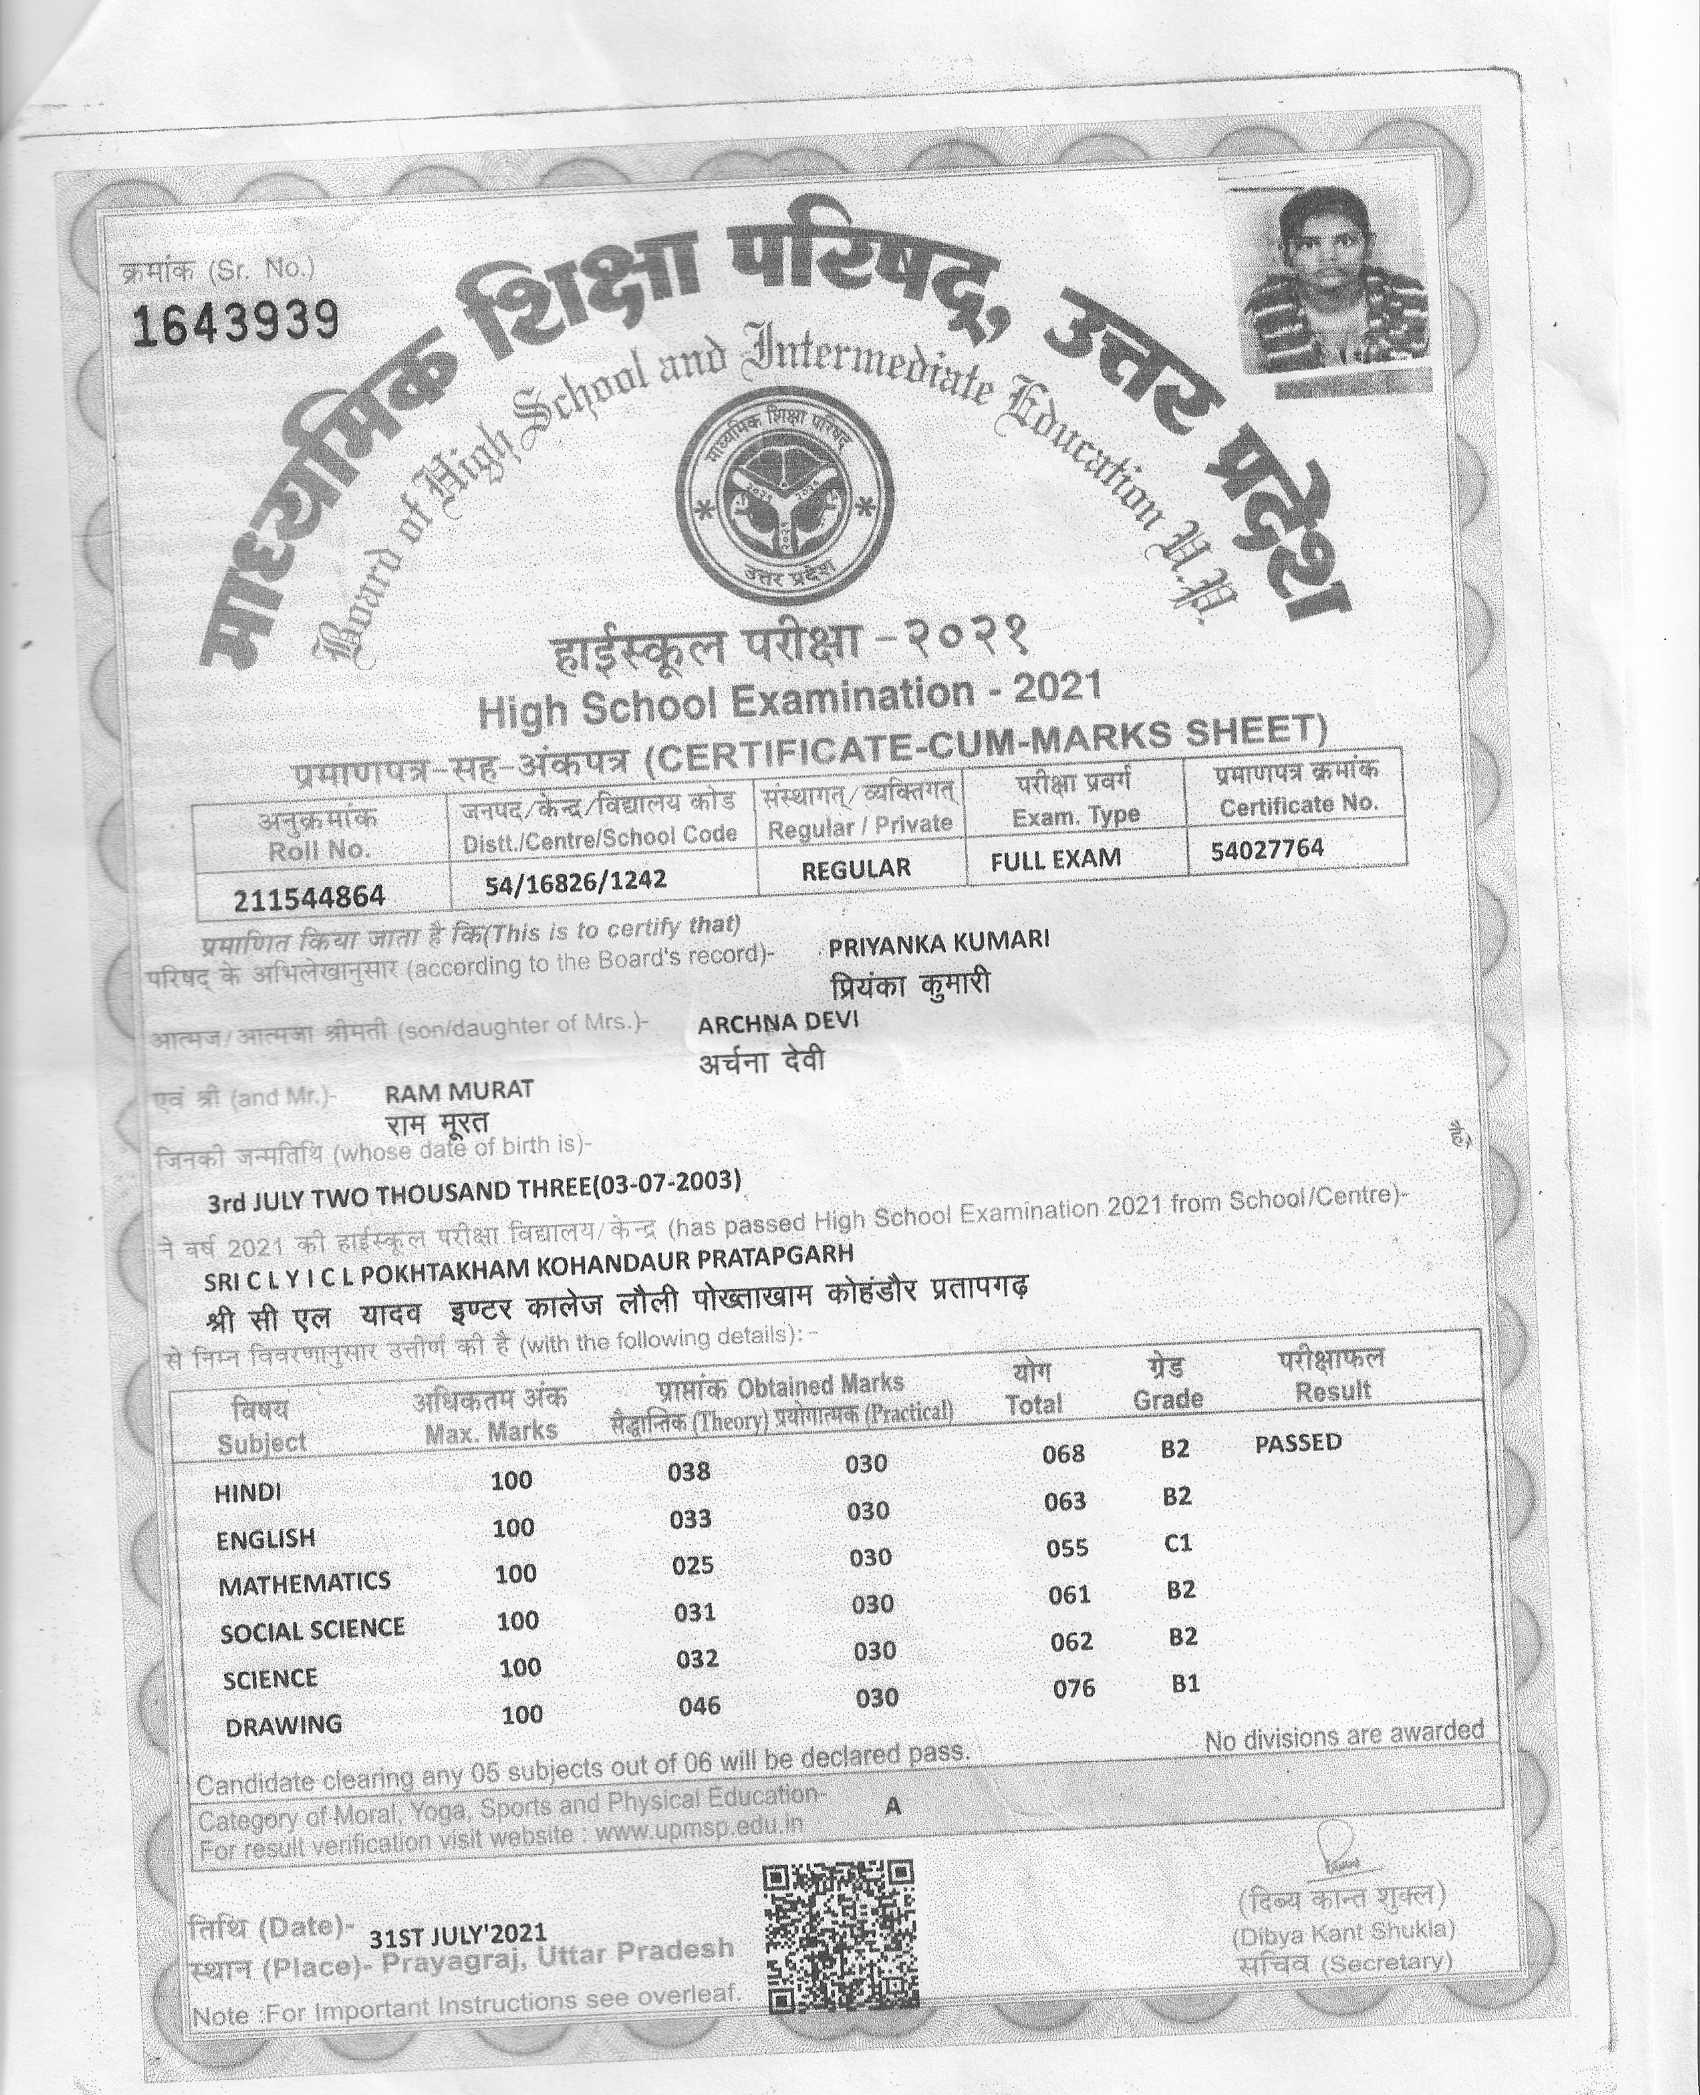 क्रमांक (Sr. No.)
1643939
माध्यमिक शिक्षा परिषद्, उत्तर प्रदेश
Board of High School and Intermediate Education U.P.
माध्यमिक शिक्षा परिषद्
२०२१ २०२१
२०२१
उत्तर प्रदेश
हाईस्कूल परीक्षा -२०२१
High School Examination - 2021
प्रमाणपत्र-सह-अंकपत्र (CERTIFICATE-CUM-MARKS SHEET)
अनुक्रमांक जनपद/केन्द्र/विद्यालय कोड संस्थागत्/व्यक्तिगत् परीक्षा प्रवर्ग प्रमाणपत्र क्रमांक
Roll No. Distt./Centre/School Code Regular / Private Exam. Type Certificate No.
211544864 54/16826/1242 REGULAR FULL EXAM 54027764
प्रमाणित किया जाता है कि(This is to certify that)
परिषद् के अभिलेखानुसार (according to the Board's record)- PRIYANKA KUMARI
प्रियंका कुमारी
आत्मज/आत्मजा श्रीमती (son/daughter of Mrs.)- ARCHNA DEVI
अर्चना देवी
एवं श्री (and Mr.)- RAM MURAT
राम मूरत
जिनकी जन्मतिथि (whose date of birth is)- है,
3rd JULY TWO THOUSAND THREE(03-07-2003)
ने वर्ष 2021 की हाईस्कूल परीक्षा विद्यालय/केन्द्र (has passed High School Examination 2021 from School/Centre)-
SRI C L Y I C L POKHTAKHAM KOHANDAUR PRATAPGARH
श्री सी एल यादव इण्टर कालेज लौली पोख्ताखाम कोहंडौर प्रतापगढ़
से निम्न विवरणानुसार उत्तीर्ण की है (with the following details): -
विषय अधिकतम अंक प्राप्तांक Obtained Marks योग ग्रेड परीक्षाफल
Subject Max. Marks सैद्धान्तिक (Theory) प्रयोगात्मक (Practical) Total Grade Result
HINDI 100 038 030 068 B2 PASSED
ENGLISH 100 033 030 063 B2
MATHEMATICS 100 025 030 055 C1
SOCIAL SCIENCE 100 031 030 061 B2
SCIENCE 100 032 030 062 B2
DRAWING 100 046 030 076 B1
Candidate clearing any 05 subjects out of 06 will be declared pass. No divisions are awarded
Category of Moral, Yoga, Sports and Physical Education- A
For result verification visit website : www.upmsp.edu.in
तिथि (Date)- 31ST JULY'2021
स्थान (Place)- Prayagraj, Uttar Pradesh
Note :For Important Instructions see overleaf.
(दिब्य कान्त शुक्ल)
(Dibya Kant Shukla)
सचिव (Secretary)